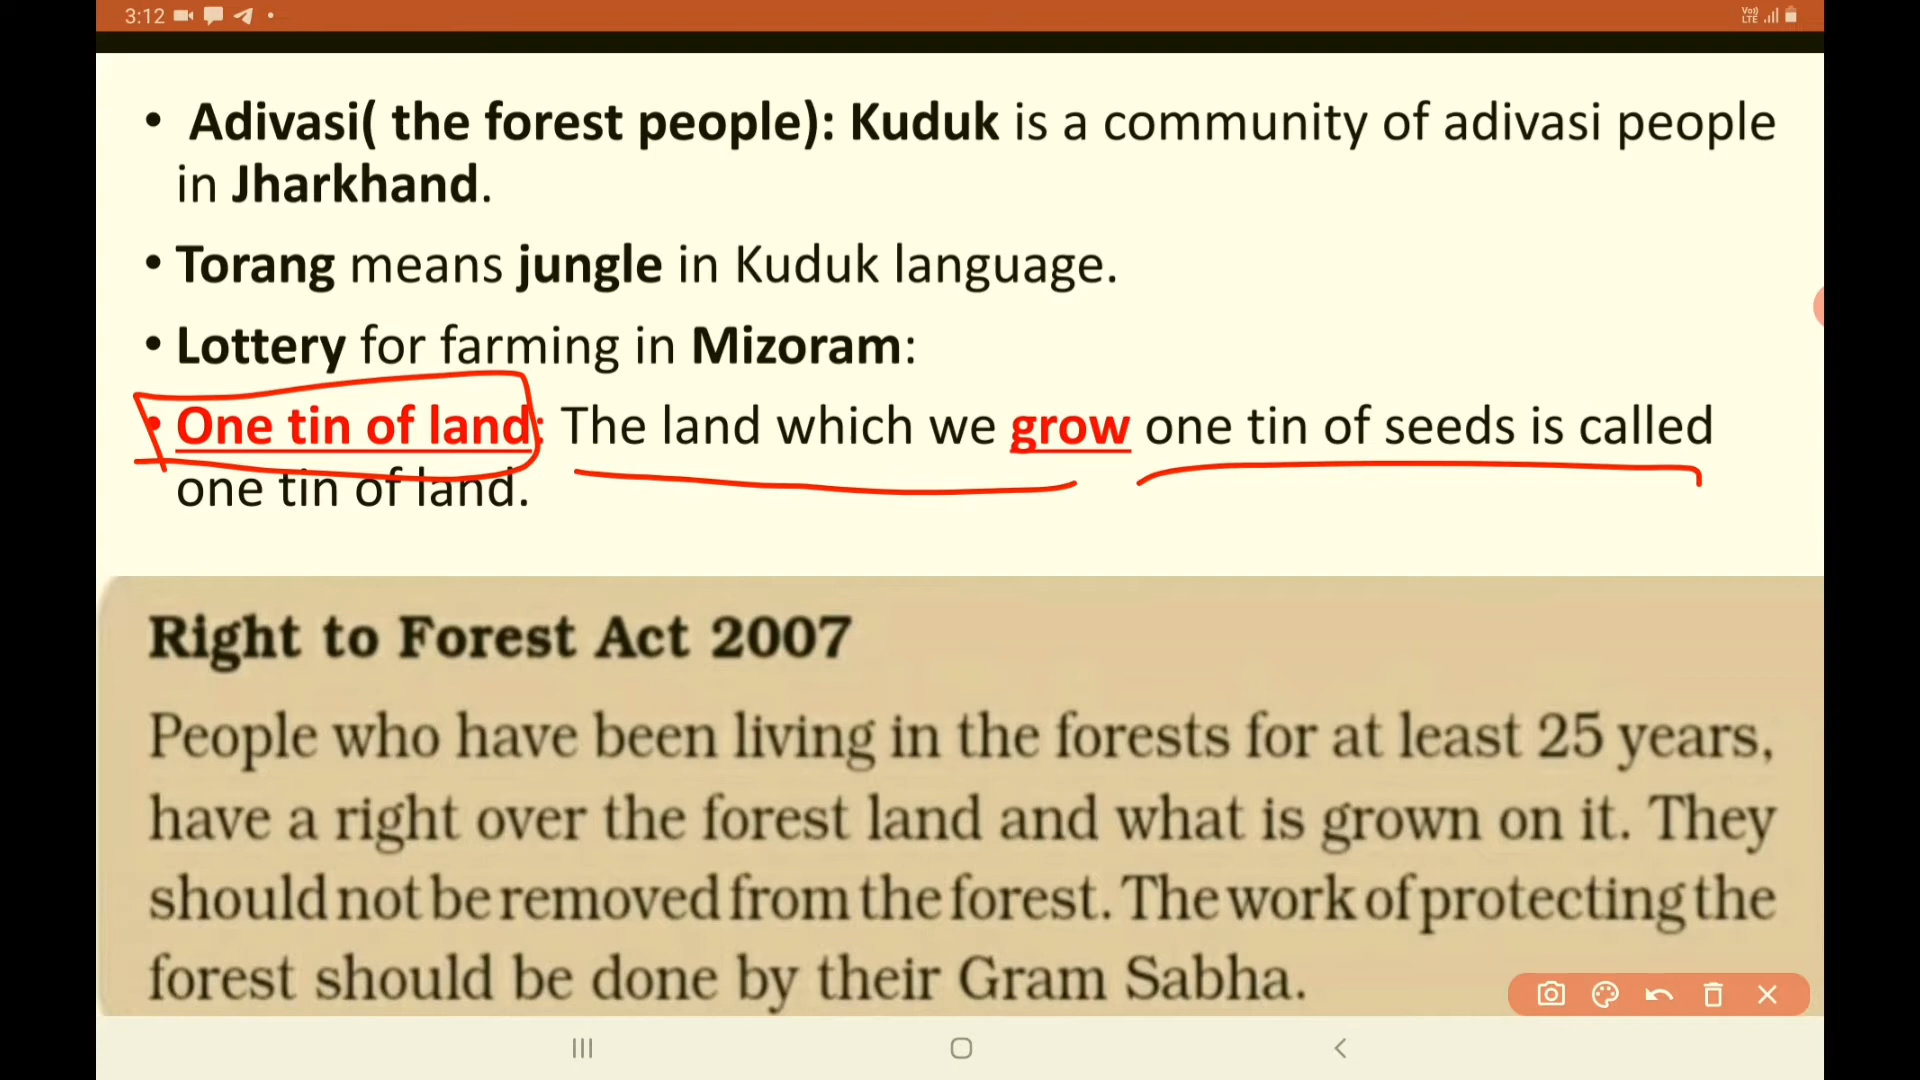 3:12
Vo)) LTE
• Adivasi( the forest people): Kuduk is a community of adivasi people
in Jharkhand.
• Torang means jungle in Kuduk language.
• Lottery for farming in Mizoram:
• One tin of land: The land which we grow one tin of seeds is called
one tin of land.
Right to Forest Act 2007
People who have been living in the forests for at least 25 years,
have a right over the forest land and what is grown on it. They
should not be removed from the forest. The work of protecting the
forest should be done by their Gram Sabha.